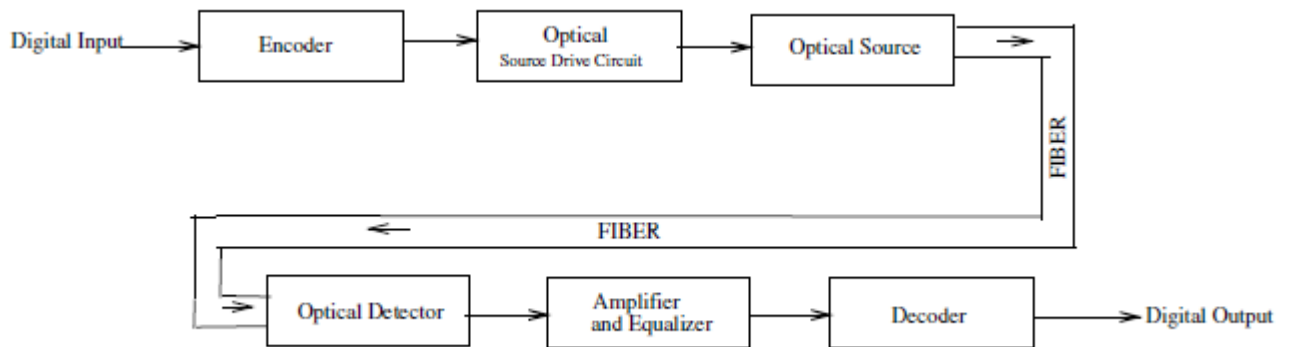 Digital Input
Encoder
Optical
Source Drive Circuit
Optical Source
FIBER
FIBER
Optical Detector
Amplifier
and Equalizer
Decoder
Digital Output